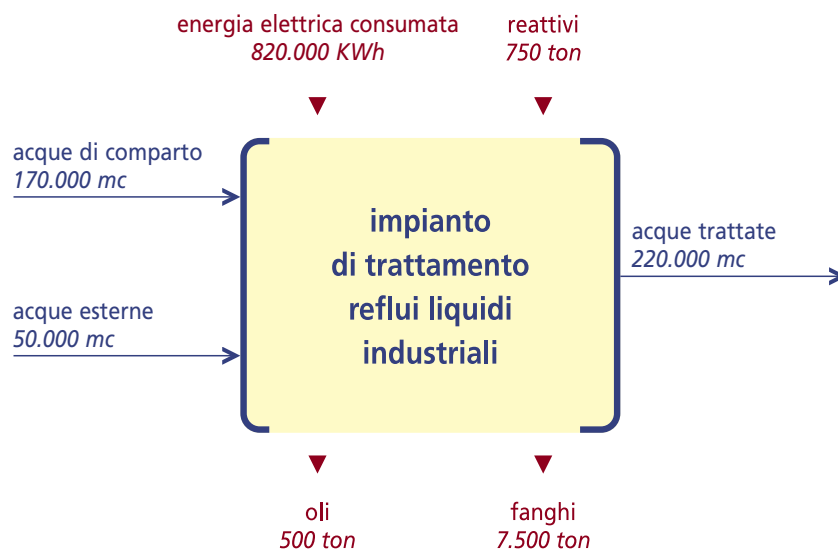 energia elettrica consumata
820.000 KWh
reattivi
750 ton
acque di comparto
170.000 mc
impianto
di trattamento
reflui liquidi
industriali
acque trattate
220.000 mc
acque esterne
50.000 mc
oli
500 ton
fanghi
7.500 ton